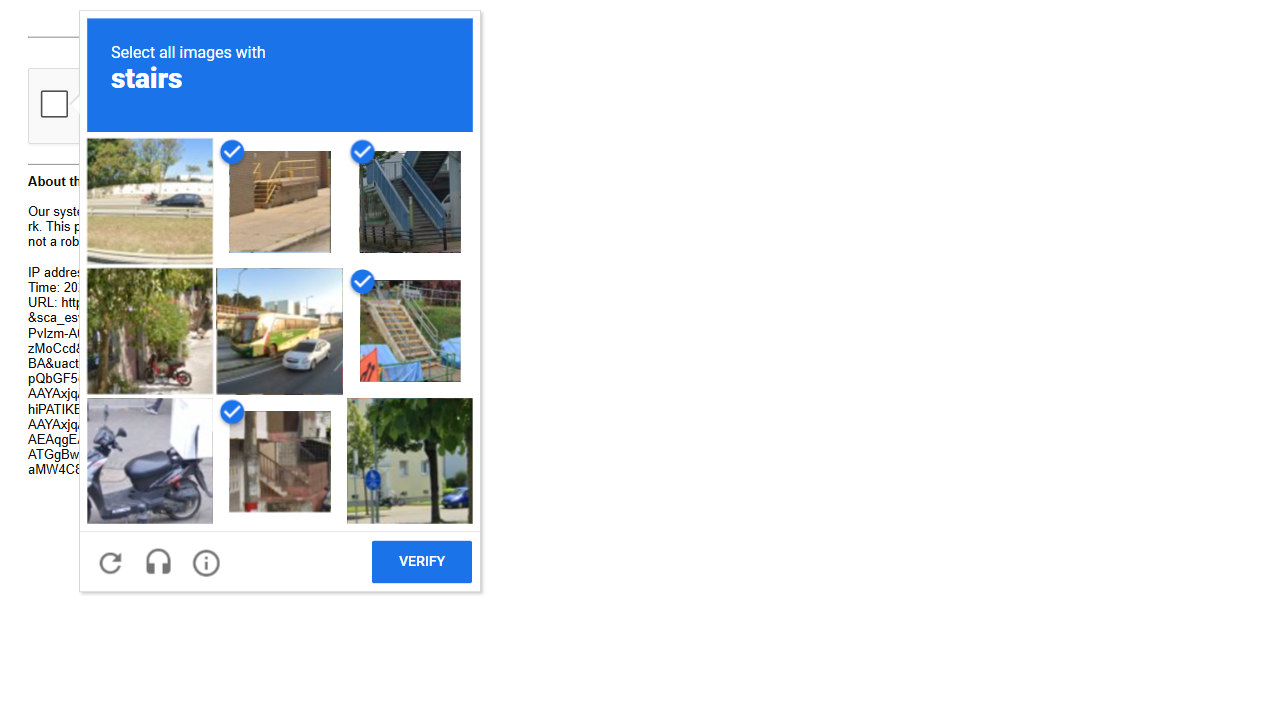 Select all images with
stairs
About th
Our syste
rk. This p
not a rob
IP addres
Time: 20
URL: http
&sca_es
PvIzm-A
zMoCcd&
BA&uact
pQbGF5
AAYAxjq
hiPATIKE
AAYAxjq
AEAqgEA
ATGgBw
aMW4C8
VERIFY